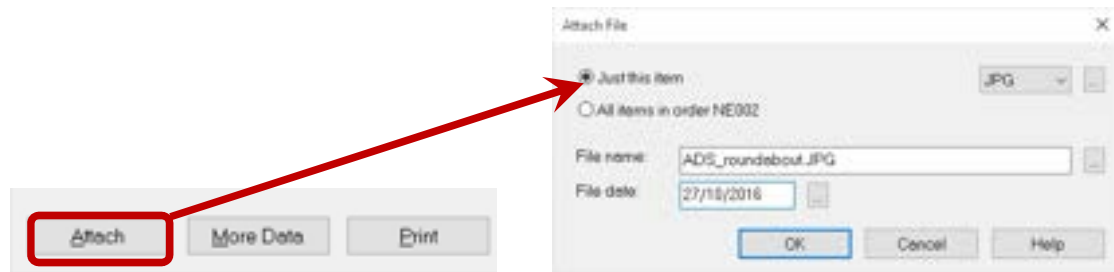 Attach File
Just this item
JPG
All items in order NE002
File name:
ADS_roundabout.JPG
File date:
27/10/2016
OK
Cancel
Help
Attach
More Data
Print